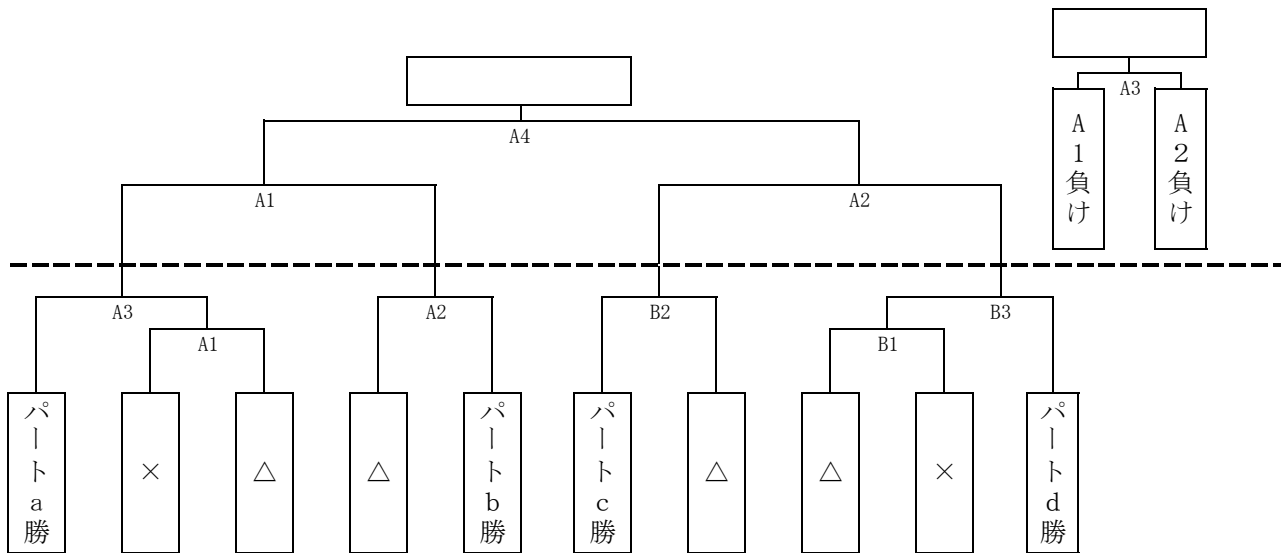 A3
A1負け
A2負け
A4
A1
A2
A3
A2
B2
B3
A1
B1
パートa勝
×
△
△
パートb勝
パートc勝
△
△
×
パートd勝